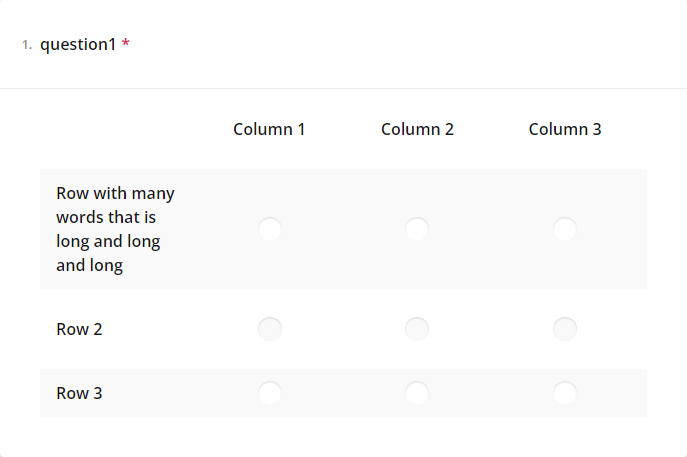 1. question1 *
Column 1 Column 2 Column 3
Row with many
words that is
long and long
and long
Row 2
Row 3